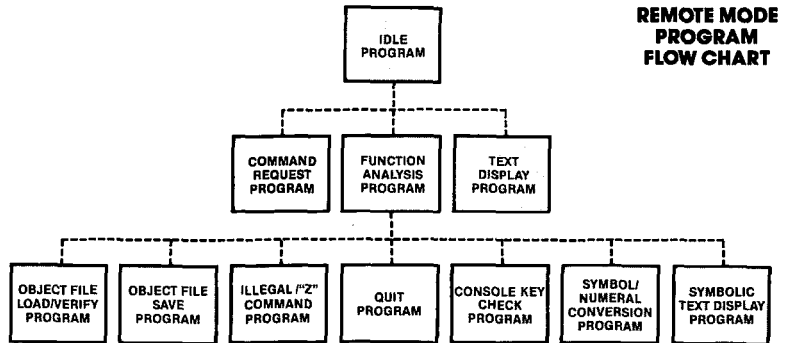 REMOTE MODE
PROGRAM
FLOW CHART
IDLE
PROGRAM
COMMAND
REQUEST
PROGRAM
FUNCTION
ANALYSIS
PROGRAM
TEXT
DISPLAY
PROGRAM
OBJECT FILE
LOAD/VERIFY
PROGRAM
OBJECT FILE
SAVE
PROGRAM
ILLEGAL /"Z"
COMMAND
PROGRAM
QUIT
PROGRAM
CONSOLE KEY
CHECK
PROGRAM
SYMBOL/
NUMERAL
CONVERSION
PROGRAM
SYMBOLIC
TEXT DISPLAY
PROGRAM